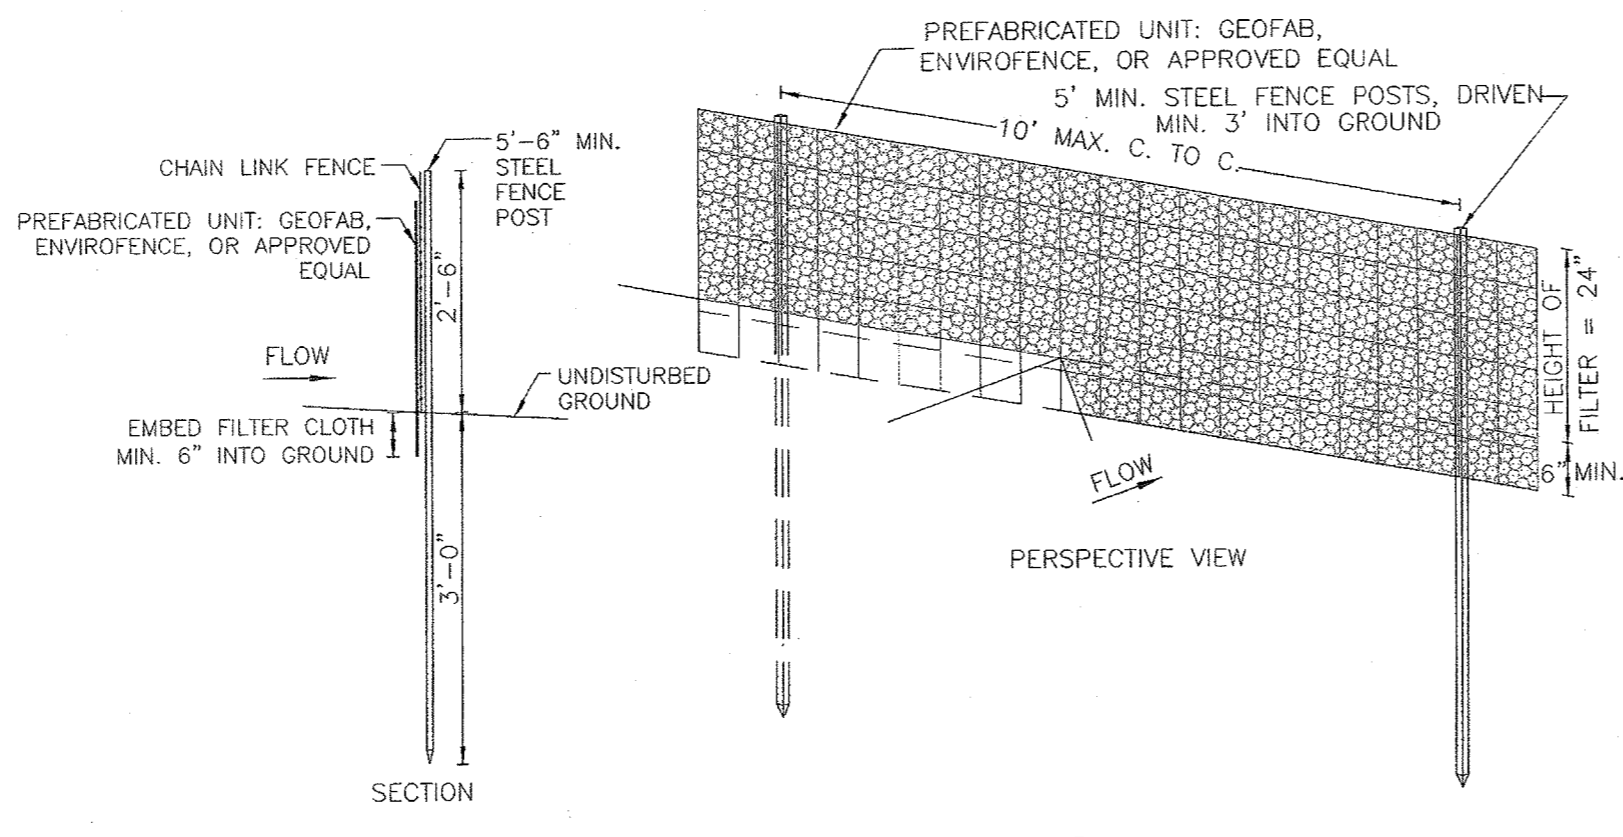 5'-6" MIN.
STEEL
FENCE
POST
CHAIN LINK FENCE
PREFABRICATED UNIT: GEOFAB,
ENVIROFENCE, OR APPROVED
EQUAL
2'-6"
FLOW
UNDISTURBED
GROUND
EMBED FILTER CLOTH
MIN. 6" INTO GROUND
3'-0"
SECTION
PREFABRICATED UNIT: GEOFAB,
ENVIROFENCE, OR APPROVED EQUAL
5' MIN. STEEL FENCE POSTS, DRIVEN
MIN. 3' INTO GROUND
10' MAX. C. TO C.
HEIGHT OF
FILTER = 24"
6" MIN.
FLOW
PERSPECTIVE VIEW